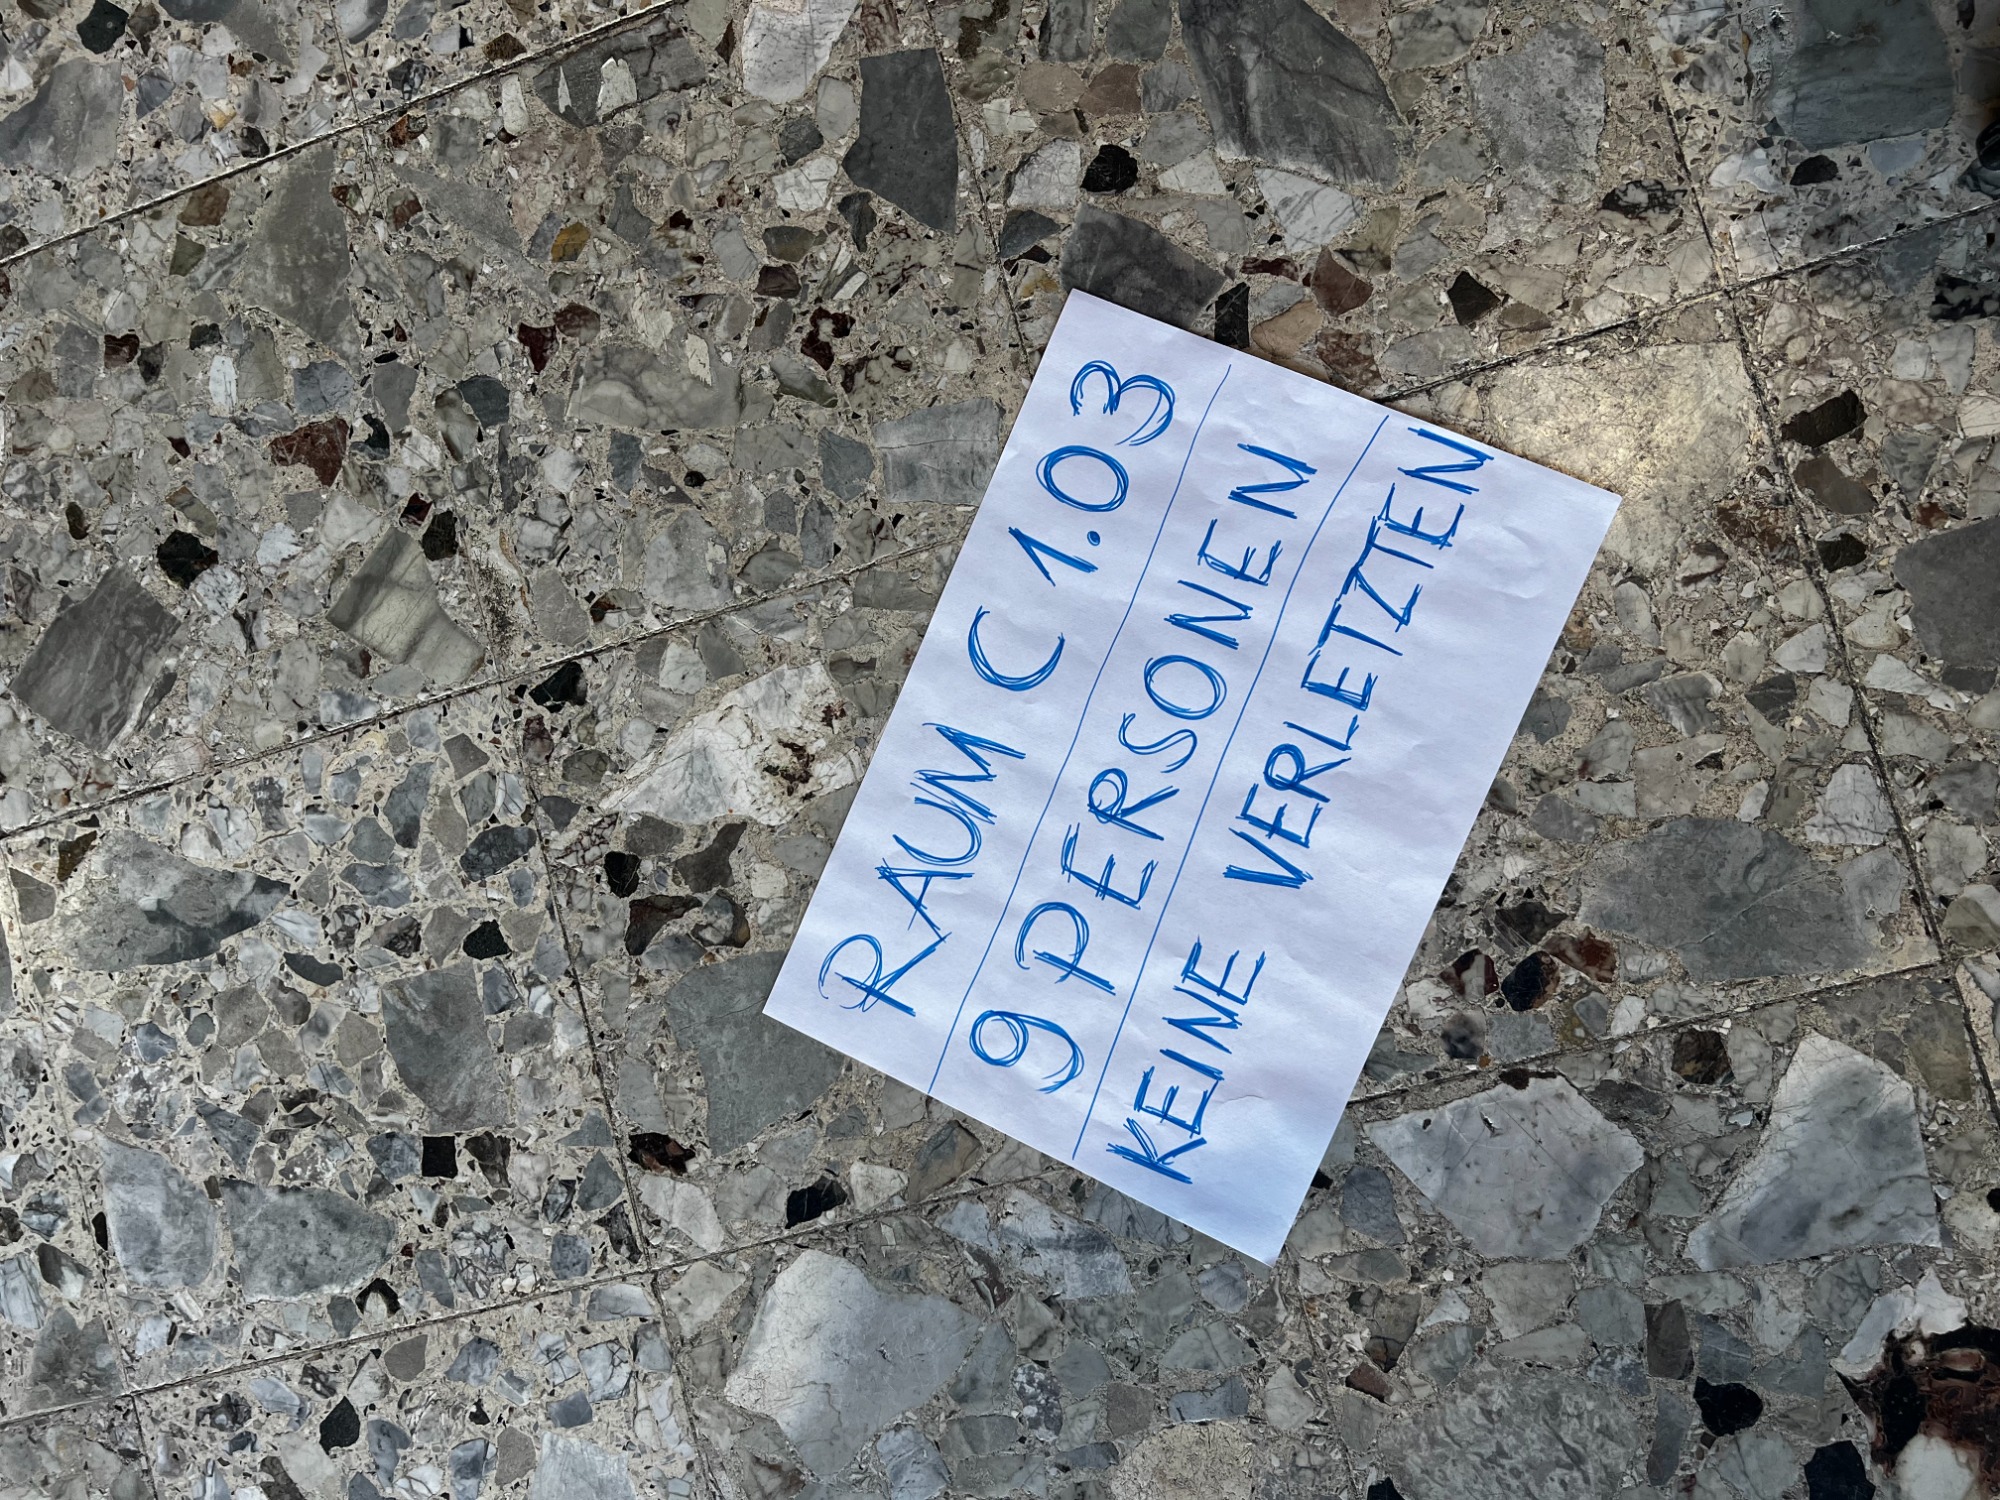 RAUM C 1.03
9 PERSONEN
KEINE VERLETZTEN